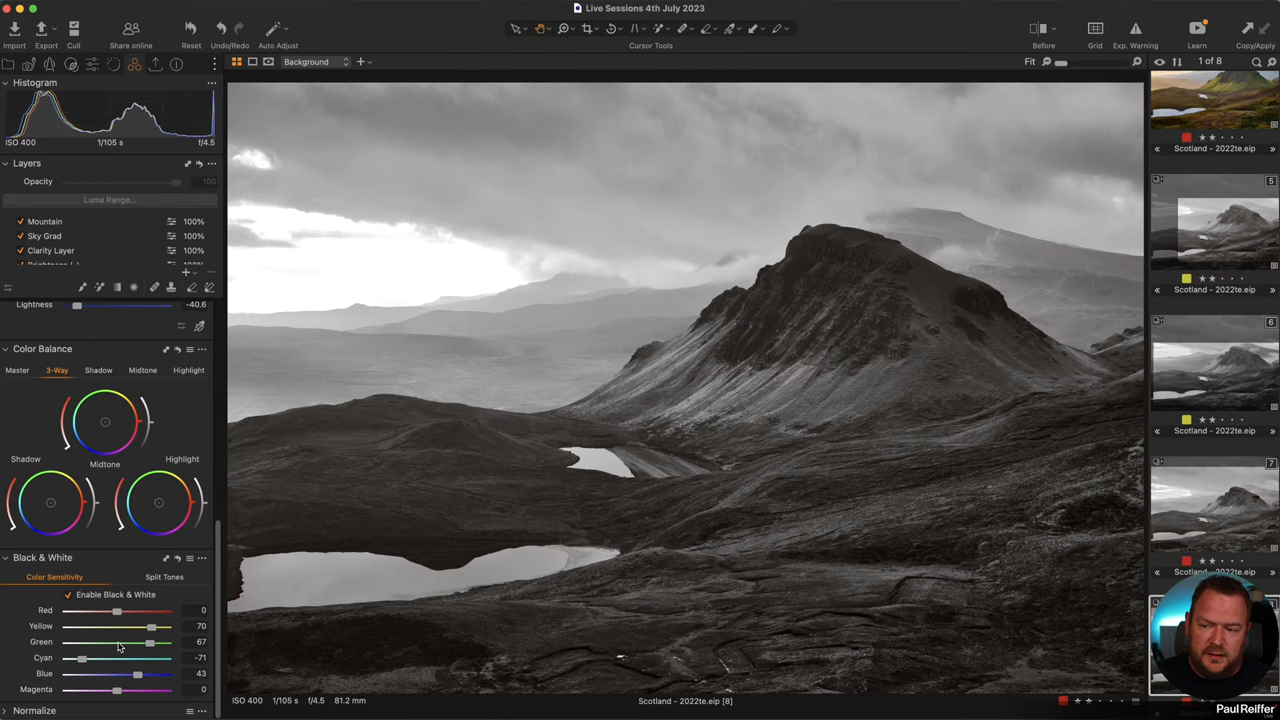 Live Sessions 4th July 2023
Import
Export
Cull
Share online
Reset
Undo/Redo
Auto Adjust
Cursor Tools
Before
Grid
Exp. Warning
Learn
Copy/Apply
Background
Fit
1 of 8
Histogram
ISO 400 1/105 s f/4.5
Layers
Opacity 100
Luma Range...
Mountain 100%
Sky Grad 100%
Clarity Layer 100%
Lightness -40.6
Color Balance
Master 3-Way Shadow Midtone Highlight
Shadow Midtone Highlight
Black & White
Color Sensitivity Split Tones
Enable Black & White
Red 0
Yellow 70
Green 67
Cyan -71
Blue 43
Magenta 0
Normalize
ISO 400 1/105 s f/4.5 81.2 mm
Scotland - 2022te.eip [8]
Scotland - 2022te.eip
5
Scotland - 2022te.eip
6
Scotland - 2022te.eip
7
Scotland - 2022te.eip
Paul Reiffer
Live